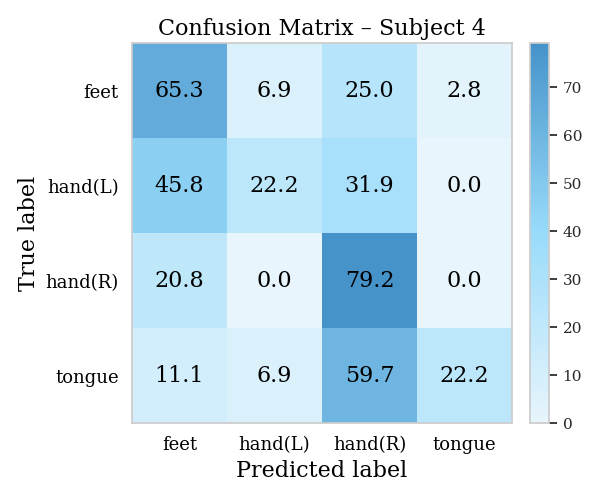 Confusion Matrix – Subject 4
True label
feet 65.3 6.9 25.0 2.8
hand(L) 45.8 22.2 31.9 0.0
hand(R) 20.8 0.0 79.2 0.0
tongue 11.1 6.9 59.7 22.2
feet hand(L) hand(R) tongue
Predicted label
70
60
50
40
30
20
10
0